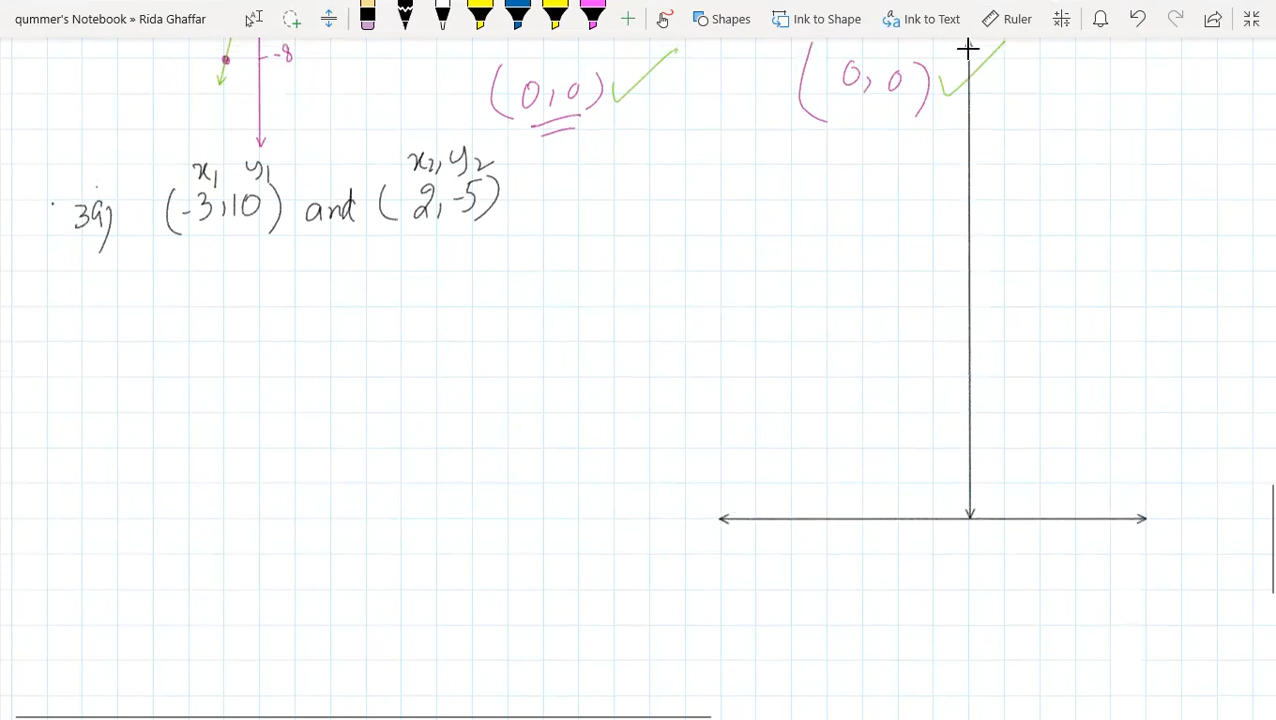 qummer's Notebook » Rida Ghaffar
Shapes
Ink to Shape
Ink to Text
Ruler
-8
(0,0)
(0,0)
x1 y1 x2, y2
39) (-3,10) and (2,-5)